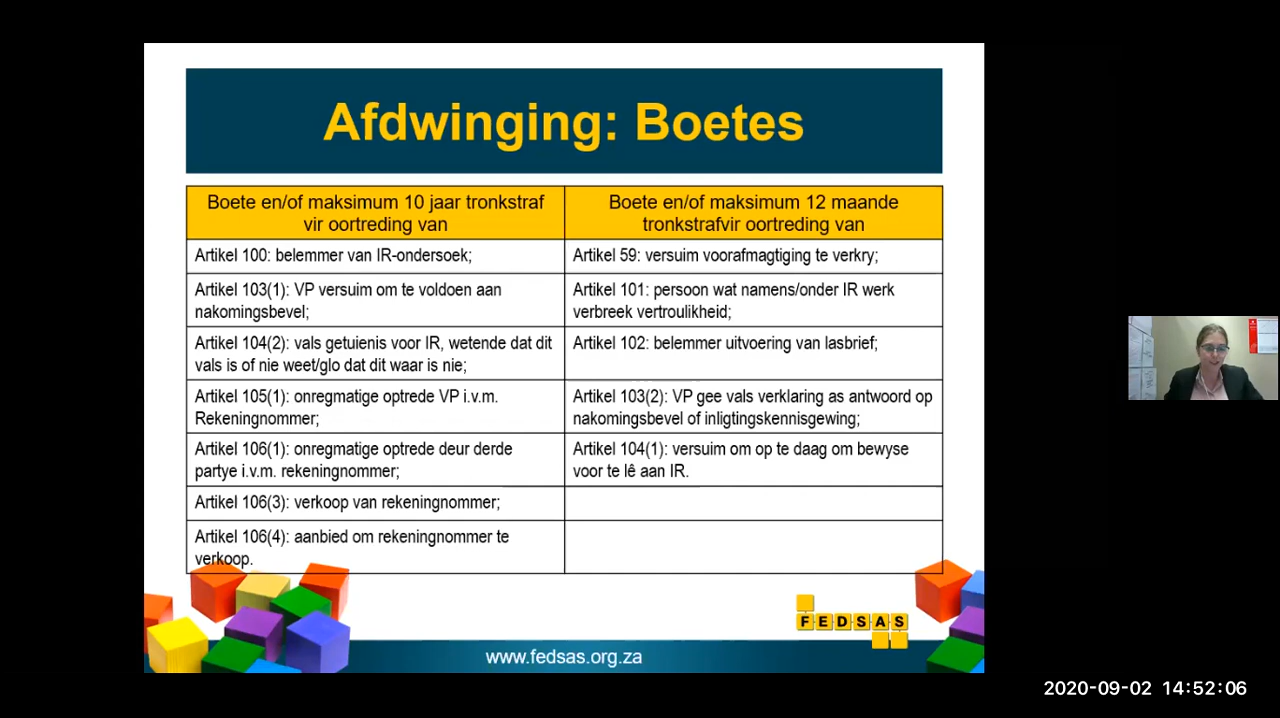 Afdwinging: Boetes
Boete en/of maksimum 10 jaar tronkstraf
vir oortreding van
Boete en/of maksimum 12 maande
tronkstrafvir oortreding van
Artikel 100: belemmer van IR-ondersoek;
Artikel 59: versuim voorafmagtiging te verkry;
Artikel 103(1): VP versuim om te voldoen aan
nakomingsbevel;
Artikel 101: persoon wat namens/onder IR werk
verbreek vertroulikheid;
Artikel 104(2): vals getuienis voor IR, wetende dat dit
vals is of nie weet/glo dat dit waar is nie;
Artikel 102: belemmer uitvoering van lasbrief;
Artikel 105(1): onregmatige optrede VP i.v.m.
Rekeningnommer;
Artikel 103(2): VP gee vals verklaring as antwoord op
nakomingsbevel of inligtingskennisgewing;
Artikel 106(1): onregmatige optrede deur derde
partye i.v.m. rekeningnommer;
Artikel 104(1): versuim om op te daag om bewyse
voor te lê aan IR.
Artikel 106(3): verkoop van rekeningnommer;
Artikel 106(4): aanbied om rekeningnommer te
verkoop.
FEDSAS
www.fedsas.org.za
2020-09-02 14:52:06